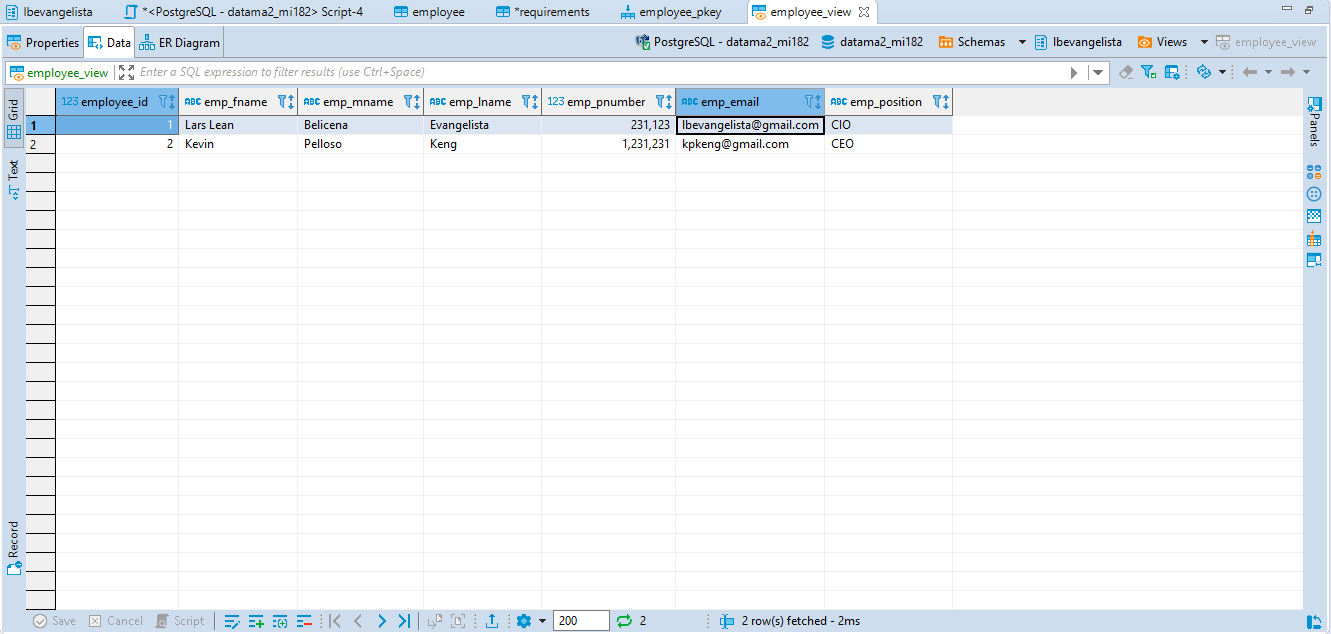 lbevangelista *<PostgreSQL - datama2_mi182> Script-4 employee *requirements employee_pkey employee_view
Properties Data ER Diagram PostgreSQL - datama2_mi182 datama2_mi182 Schemas lbevangelista Views employee_view
employee_view Enter a SQL expression to filter results (use Ctrl+Space)
Grid
Text
Record
123 employee_id ABC emp_fname ABC emp_mname ABC emp_lname 123 emp_pnumber ABC emp_email ABC emp_position
1 1 Lars Lean Belicena Evangelista 231,123 lbevangelista@gmail.com CIO
2 2 Kevin Pelloso Keng 1,231,231 kpkeng@gmail.com CEO
Panels
Save Cancel Script 200 2 2 row(s) fetched - 2ms